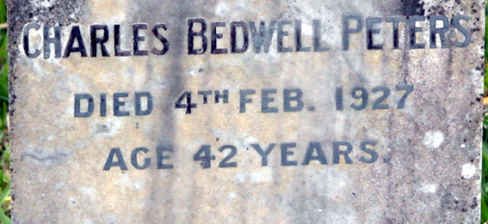 CHARLES BEDWELL PETERS
DIED 4TH FEB. 1927
AGE 42 YEARS.